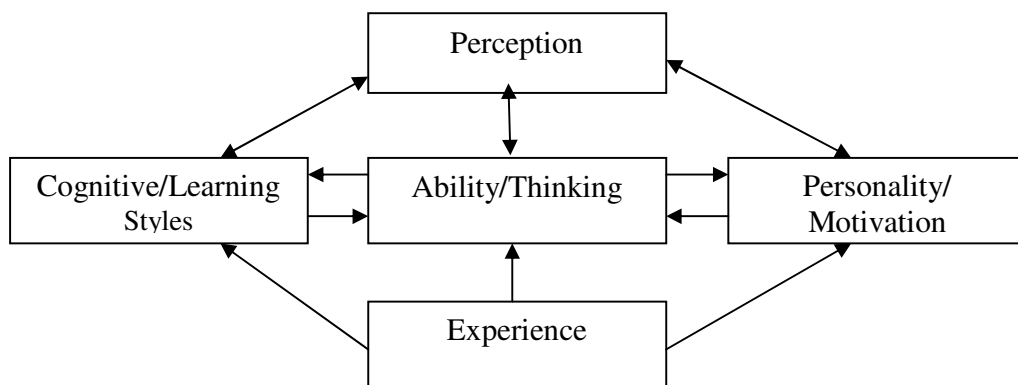 Perception
Cognitive/Learning
Styles
Ability/Thinking
Personality/
Motivation
Experience